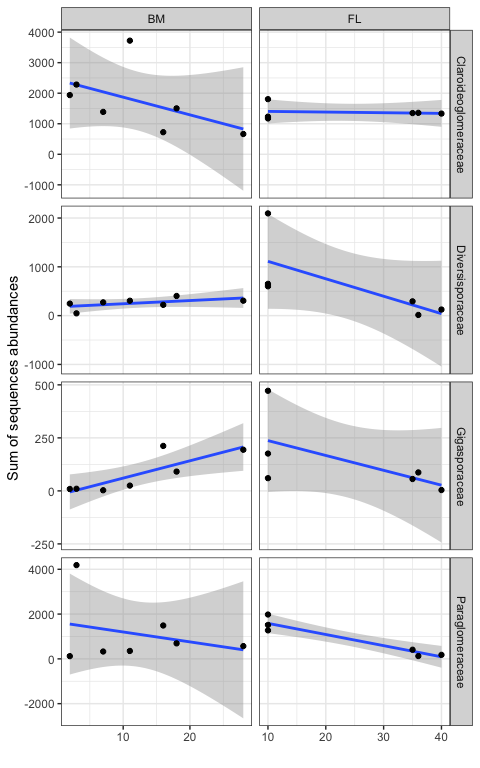 BM FL
4000
3000
2000
1000
0
-1000
Claroideoglomeraceae
2000
1000
0
-1000
Diversisporaceae
Sum of sequences abundances
500
250
0
-250
Gigasporaceae
4000
2000
0
-2000
Paraglomeraceae
10 20 10 20 30 40